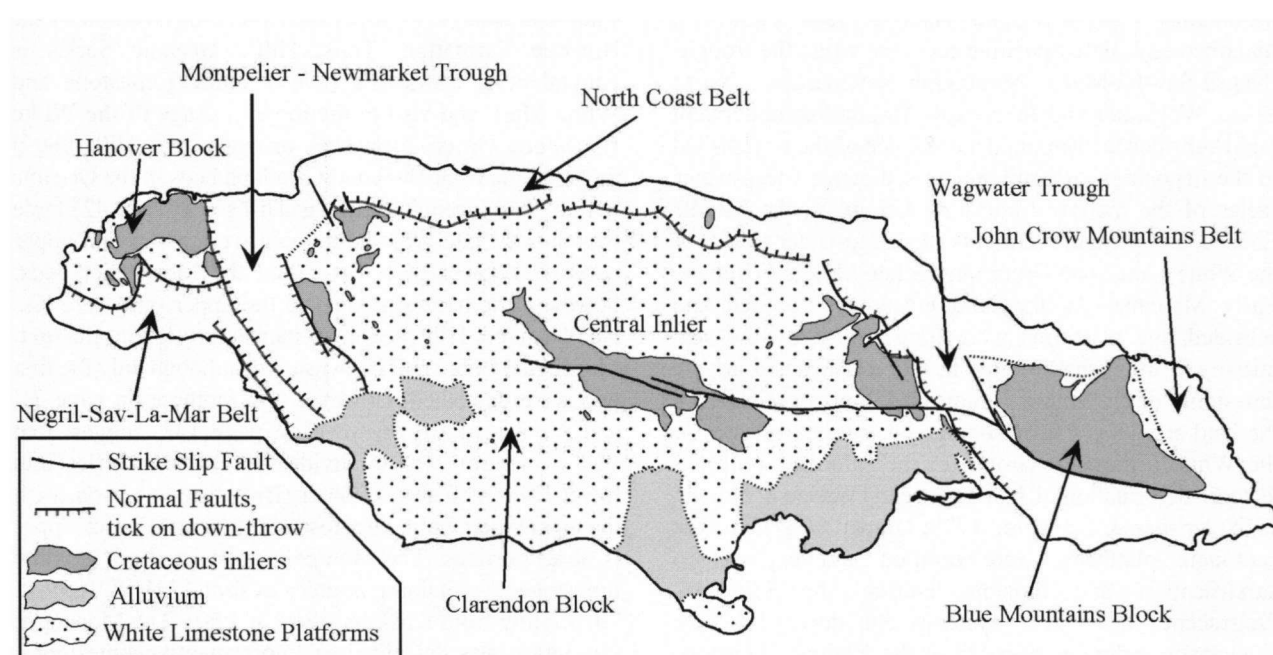 Montpelier - Newmarket Trough
North Coast Belt
Hanover Block
Wagwater Trough
John Crow Mountains Belt
Central Inlier
Negril-Sav-La-Mar Belt
Strike Slip Fault
Normal Faults,
tick on down-throw
Cretaceous inliers
Alluvium
White Limestone Platforms
Clarendon Block
Blue Mountains Block